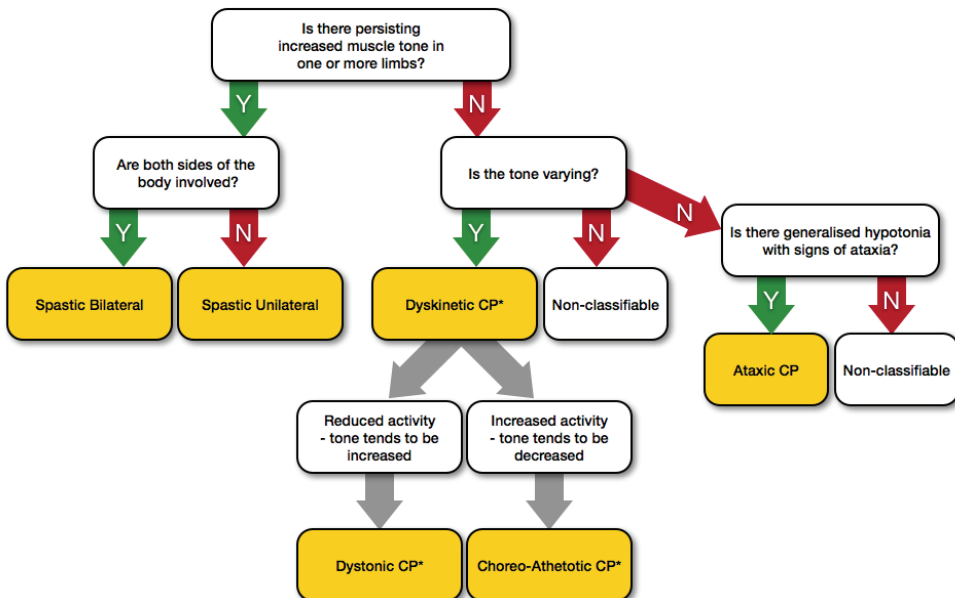 Is there persisting
increased muscle tone in
one or more limbs?
Y
N
Are both sides of the
body involved?
Is the tone varying?
Y
N
Y
N
N
Is there generalised hypotonia
with signs of ataxia?
Spastic Bilateral
Spastic Unilateral
Dyskinetic CP*
Non-classifiable
Y
N
Ataxic CP
Non-classifiable
Reduced activity
- tone tends to be
increased
Increased activity
- tone tends to be
decreased
Dystonic CP*
Choreo-Athetotic CP*